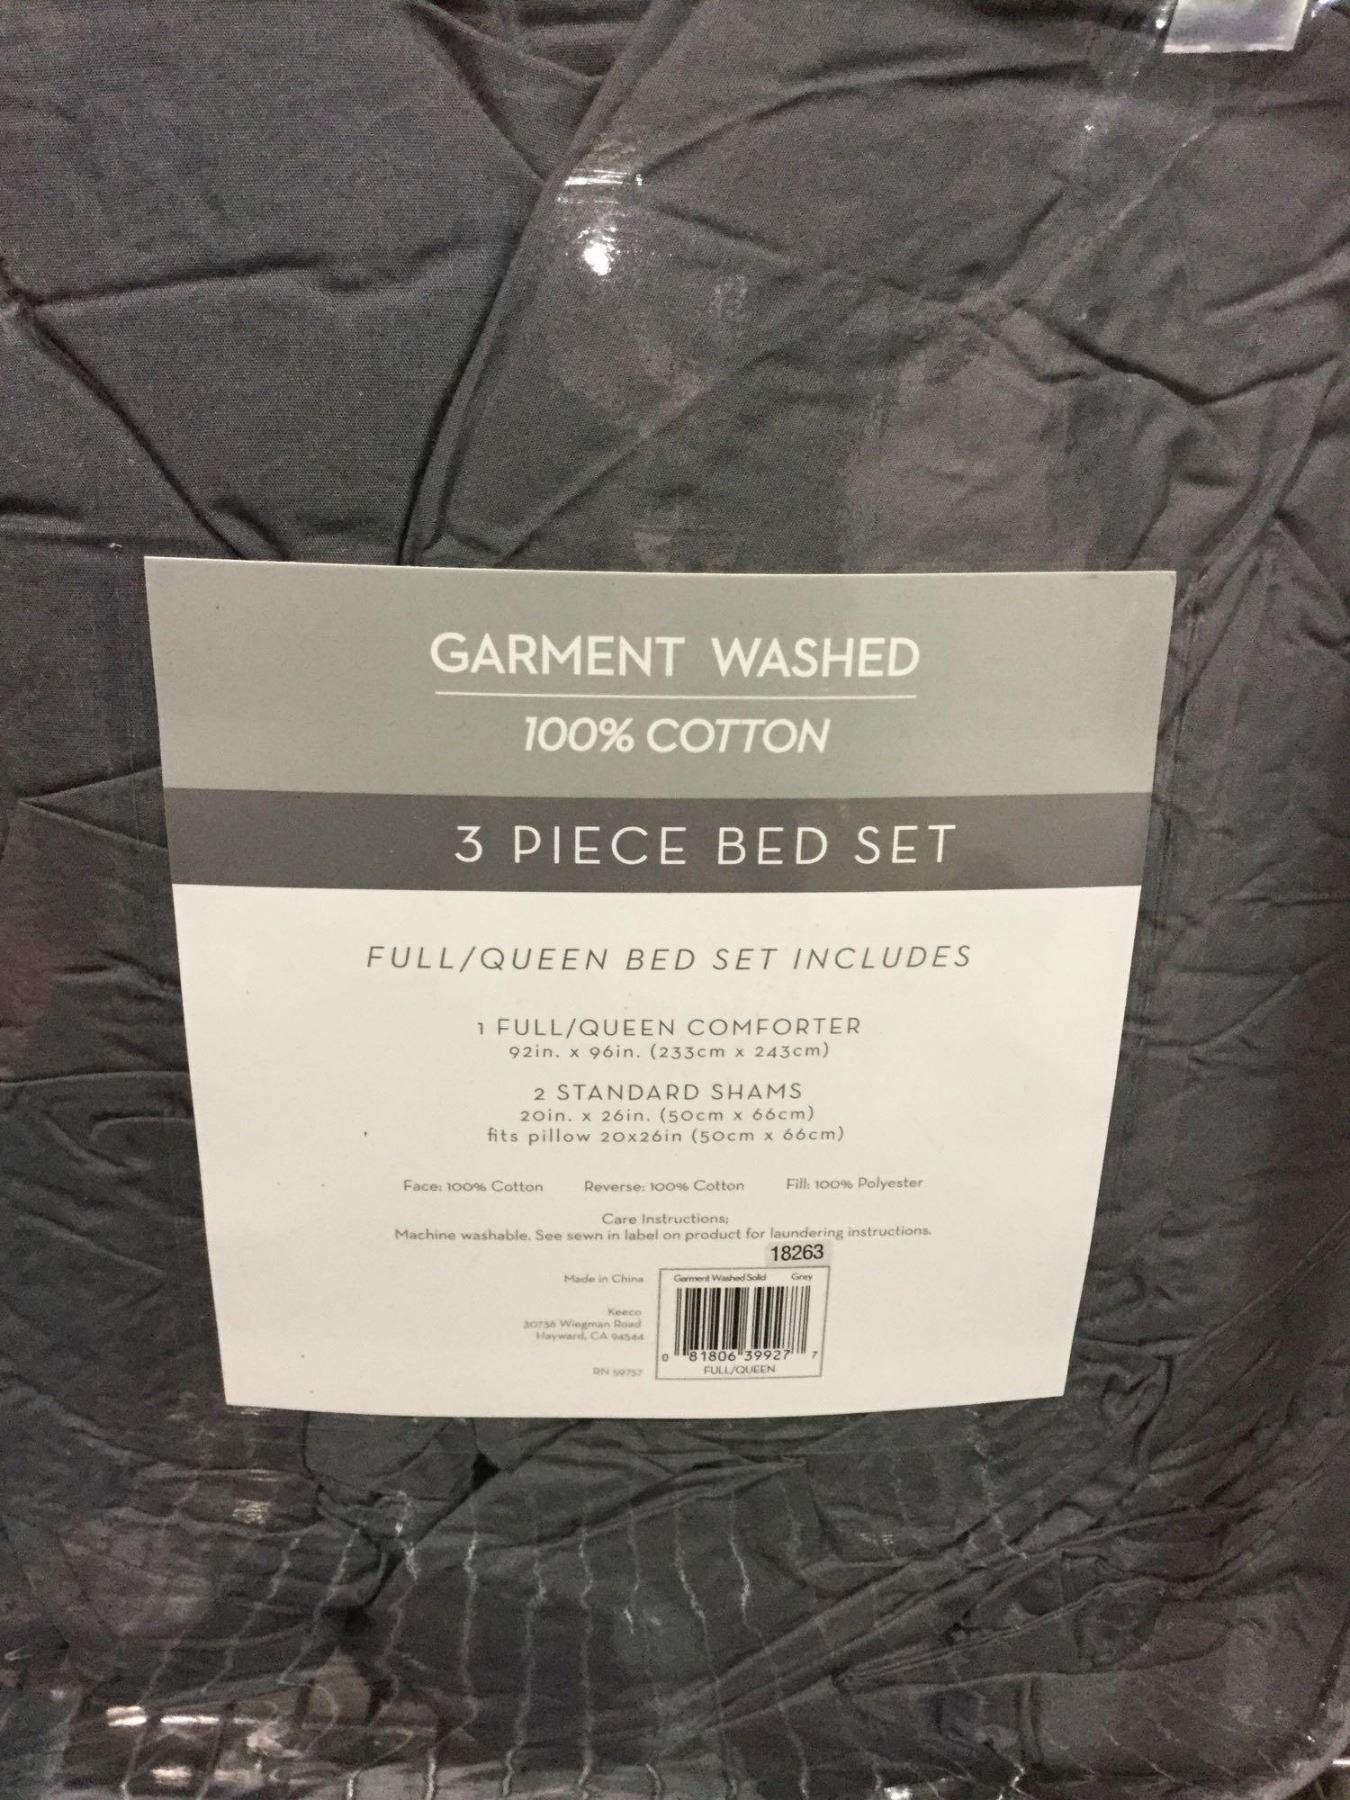 GARMENT WASHED
100% COTTON
3 PIECE BED SET
FULL/QUEEN BED SET INCLUDES
1 FULL/QUEEN COMFORTER
92in. x 96in. (233cm x 243cm)
2 STANDARD SHAMS
20in. x 26in. (50cm x 66cm)
fits pillow 20x26in (50cm x 66cm)
Face: 100% Cotton Reverse: 100% Cotton Fill: 100% Polyester
Care Instructions:
Machine washable. See sewn in label on product for laundering instructions.
18263
Made in China
Garment Washed Solid Grey
Keeco
30736 Wiegman Road
Hayward, CA 94544
RN 59757
0 81806 39927 7
FULL/QUEEN